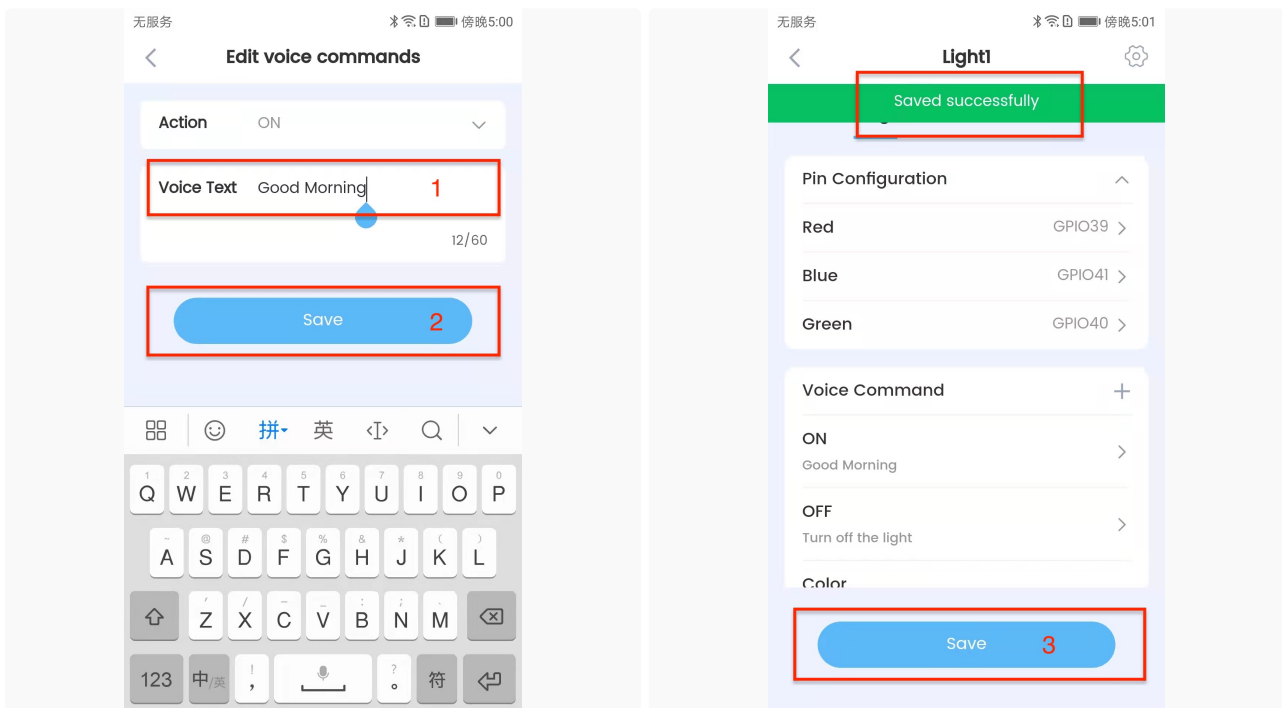 无服务 傍晚5:00
Edit voice commands
Action ON
Voice Text Good Morning 1
12/60
Save 2
拼 英
1 2 3 4 5 6 7 8 9 0
Q W E R T Y U I O P
~ @ # $ % & * ( )
A S D F G H J K L
' / – _ : ; 、
Z X C V B N M
! ?
123 中/英 , 。 符
无服务 傍晚5:01
Light1
Saved successfully
Pin Configuration
Red GPIO39
Blue GPIO41
Green GPIO40
Voice Command
ON
Good Morning
OFF
Turn off the light
Color
Save 3